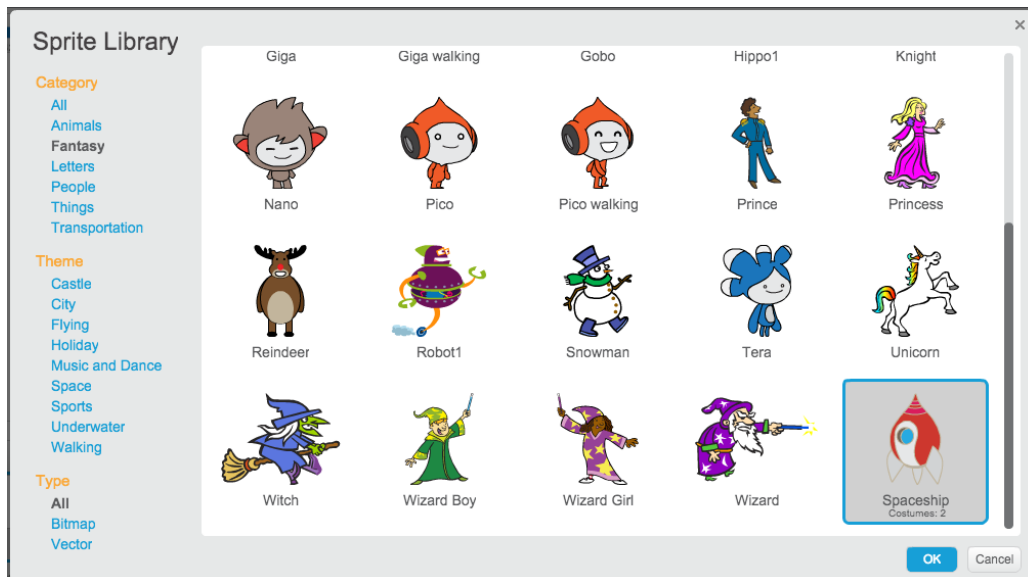 Sprite Library
×
Category
All
Animals
Fantasy
Letters
People
Things
Transportation
Theme
Castle
City
Flying
Holiday
Music and Dance
Space
Sports
Underwater
Walking
Type
All
Bitmap
Vector
Giga Giga walking Gobo Hippo1 Knight
Nano Pico Pico walking Prince Princess
Reindeer Robot1 Snowman Tera Unicorn
Witch Wizard Boy Wizard Girl Wizard Spaceship
Costumes: 2
OK Cancel